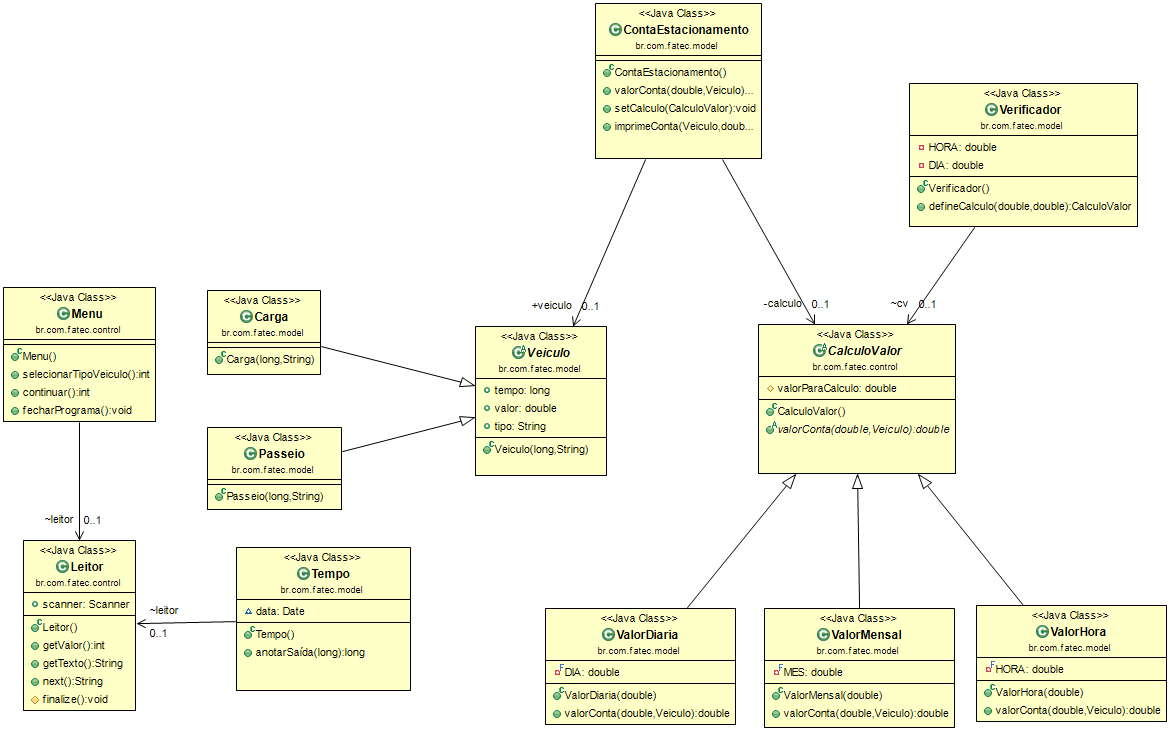 <<Java Class>>
ContaEstacionamento
br.com.fatec.model
ContaEstacionamento()
valorConta(double,Veiculo)...
setCalculo(CalculoValor):void
imprimeConta(Veiculo,doub...
<<Java Class>>
Verificador
br.com.fatec.model
HORA: double
DIA: double
Verificador()
defineCalculo(double,double):CalculoValor
+veiculo 0..1
-calculo 0..1
~cv 0..1
<<Java Class>>
Menu
br.com.fatec.control
Menu()
selecionarTipoVeiculo():int
continuar():int
fecharPrograma():void
<<Java Class>>
Carga
br.com.fatec.model
Carga(long,String)
<<Java Class>>
Veiculo
br.com.fatec.model
tempo: long
valor: double
tipo: String
Veiculo(long,String)
<<Java Class>>
CalculoValor
br.com.fatec.control
valorParaCalculo: double
CalculoValor()
valorConta(double,Veiculo):double
<<Java Class>>
Passeio
br.com.fatec.model
Passeio(long,String)
~leitor 0..1
<<Java Class>>
Leitor
br.com.fatec.control
scanner: Scanner
Leitor()
getValor():int
getTexto():String
next():String
finalize():void
~leitor
0..1
<<Java Class>>
Tempo
br.com.fatec.model
data: Date
Tempo()
anotarSaída(long):long
<<Java Class>>
ValorDiaria
br.com.fatec.model
DIA: double
ValorDiaria(double)
valorConta(double,Veiculo):double
<<Java Class>>
ValorMensal
br.com.fatec.model
MES: double
ValorMensal(double)
valorConta(double,Veiculo):double
<<Java Class>>
ValorHora
br.com.fatec.model
HORA: double
ValorHora(double)
valorConta(double,Veiculo):double